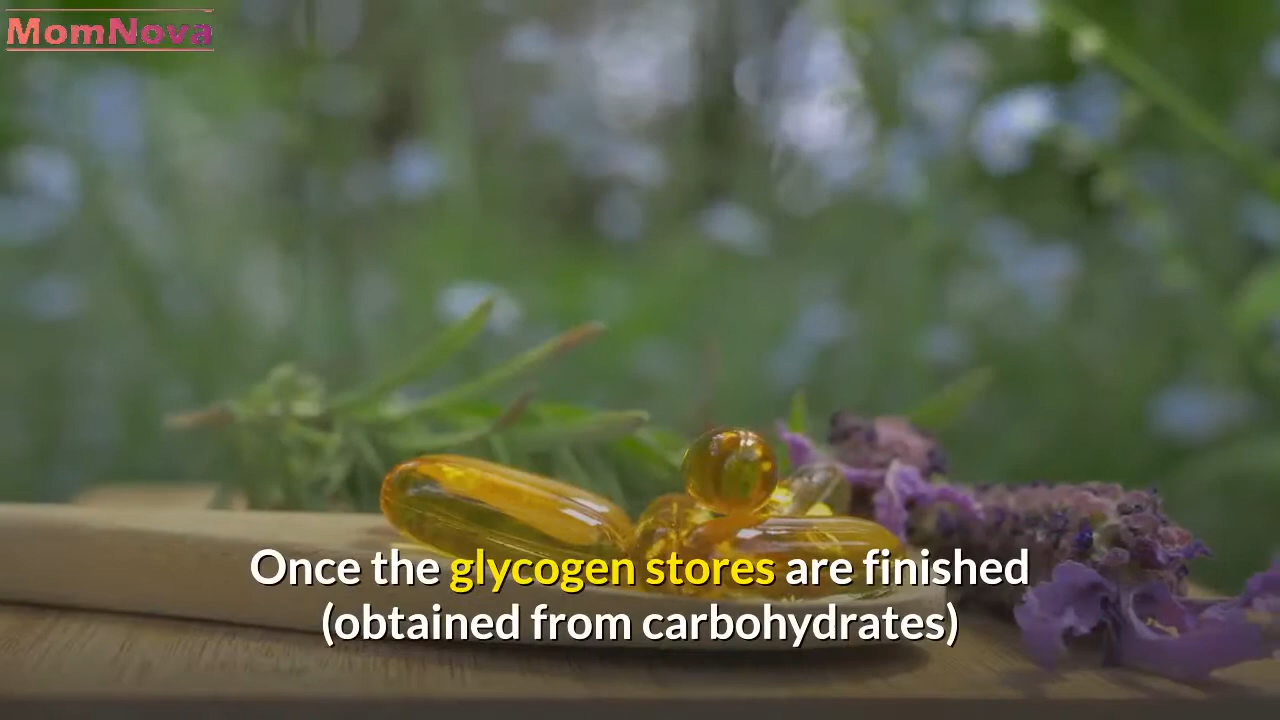 MomNova
Once the glycogen stores are finished
(obtained from carbohydrates)